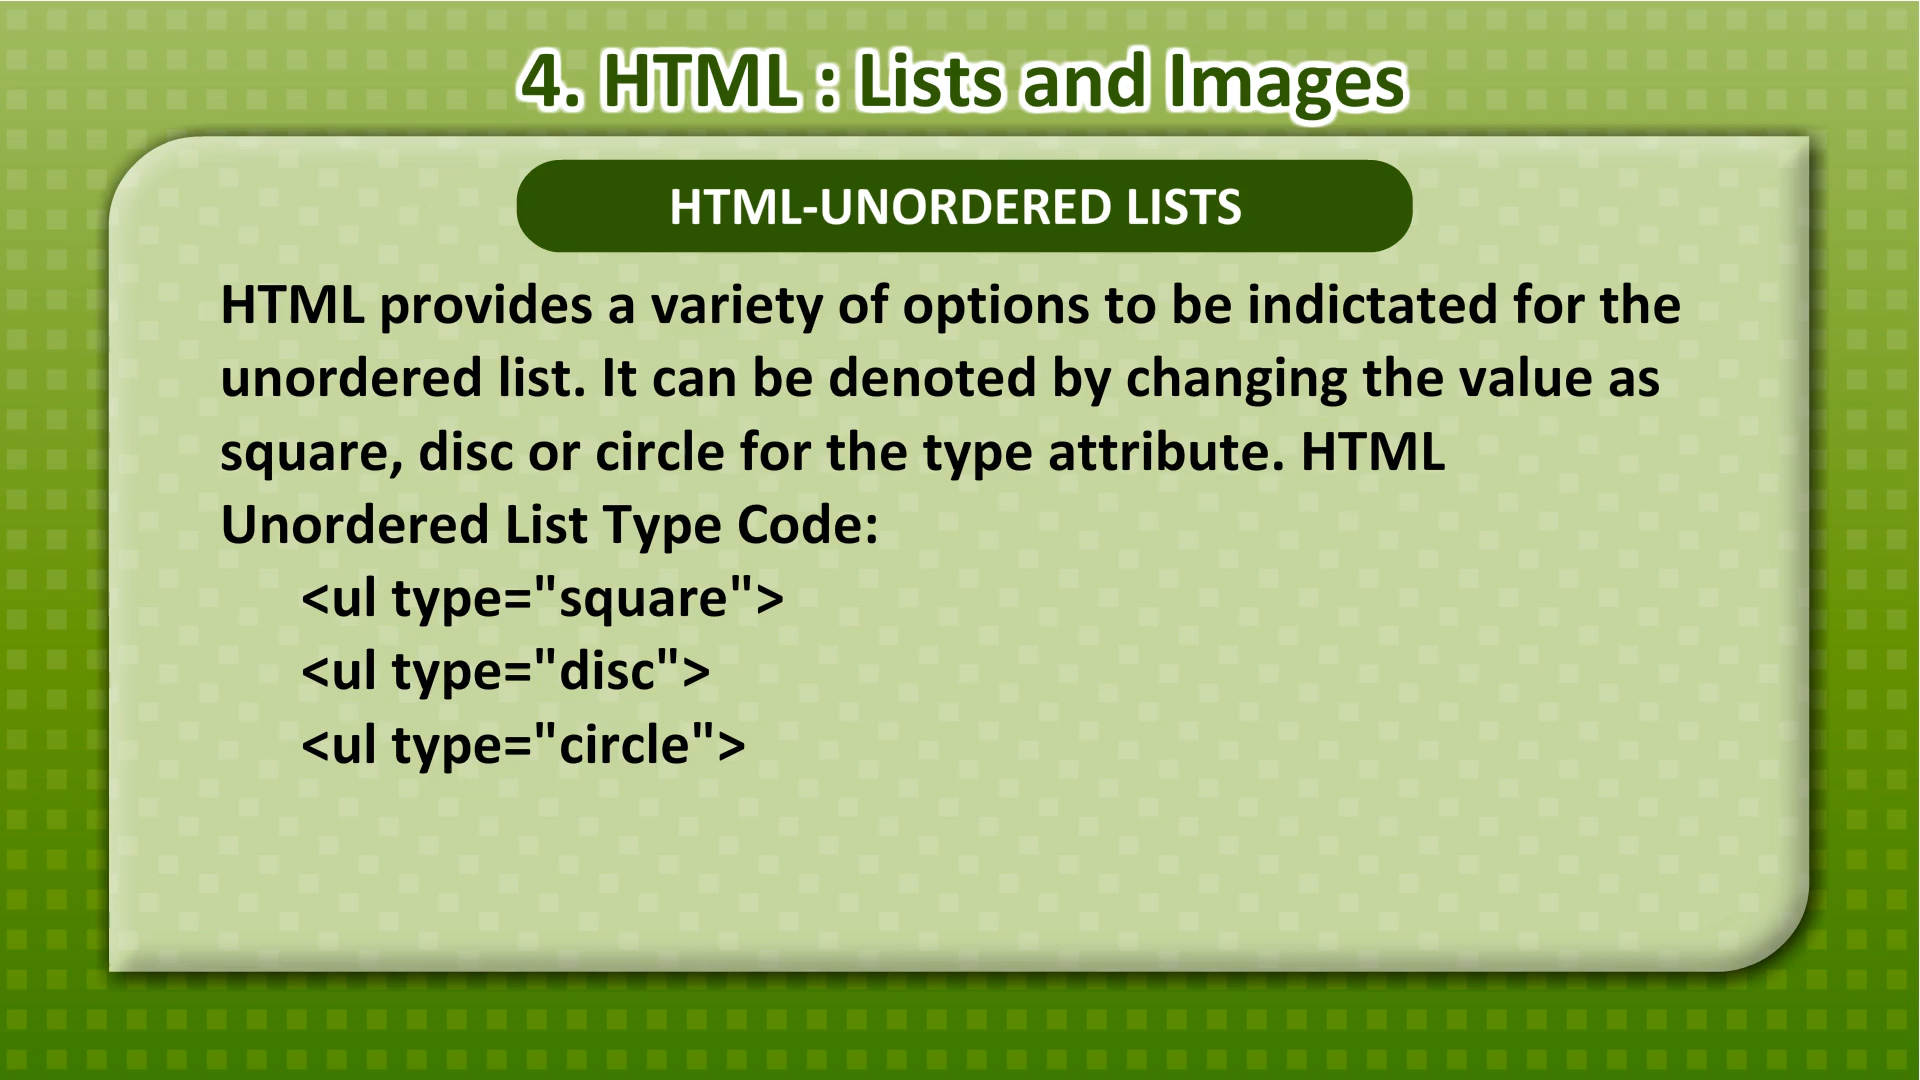 4. HTML : Lists and Images
HTML-UNORDERED LISTS
HTML provides a variety of options to be indictated for the
unordered list. It can be denoted by changing the value as
square, disc or circle for the type attribute. HTML
Unordered List Type Code:
<ul type="square">
<ul type="disc">
<ul type="circle">